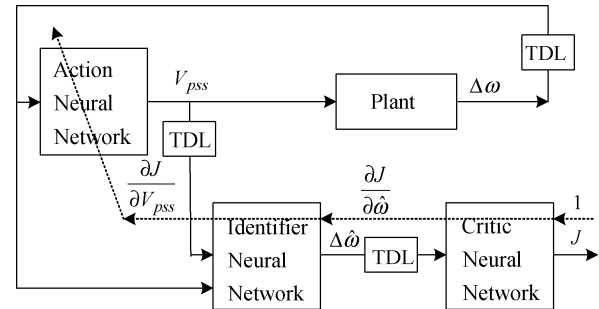 TDL
Action
Neural
Network
V_pss
Plant
Δω
TDL
∂J
∂V_pss
∂J
∂ω̂
1
Identifier
Neural
Network
Δω̂
TDL
Critic
Neural
Network
J